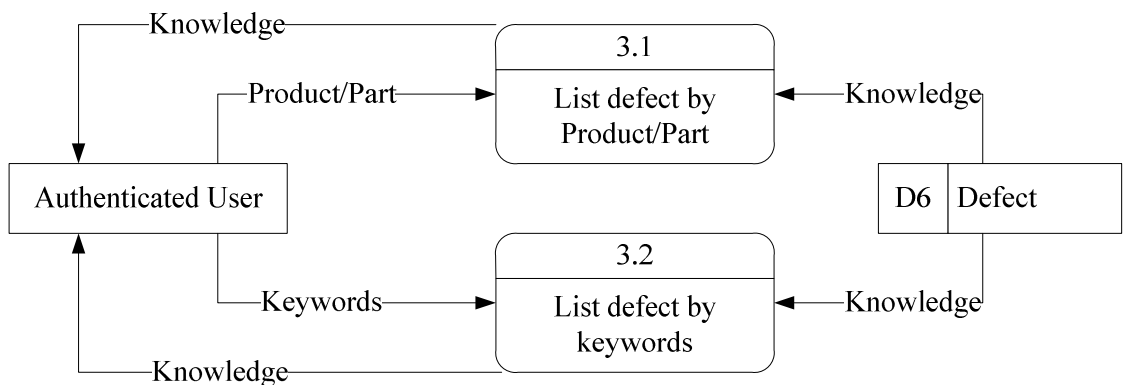 Knowledge
3.1
Product/Part
List defect by
Product/Part
Knowledge
Authenticated User
D6 Defect
3.2
Keywords
List defect by
keywords
Knowledge
Knowledge